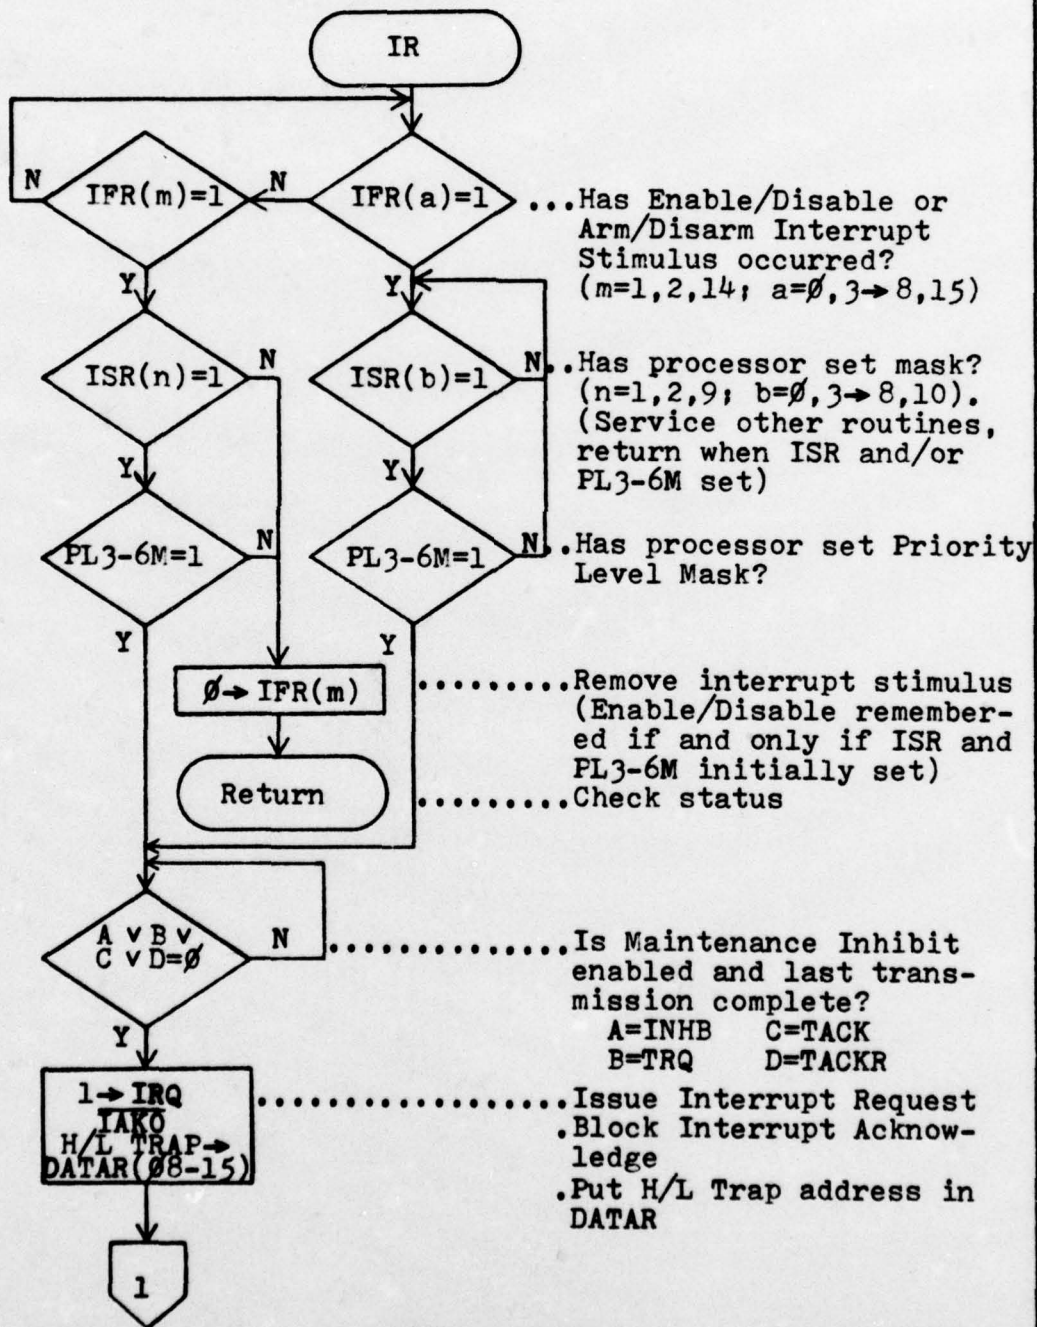 IR
N
IFR(m)=1
N
IFR(a)=1
...Has Enable/Disable or
Arm/Disarm Interrupt
Stimulus occurred?
(m=1,2,14; a=Ø,3→8,15)
Y
Y
ISR(n)=1
N
ISR(b)=1
N..Has processor set mask?
(n=1,2,9; b=Ø,3→8,10).
(Service other routines,
return when ISR and/or
PL3-6M set)
Y
Y
PL3-6M=1
N
PL3-6M=1
N..Has processor set Priority
Level Mask?
Y
Y
Ø→IFR(m)
.........Remove interrupt stimulus
(Enable/Disable remember-
ed if and only if ISR and
PL3-6M initially set)
Return
.........Check status
A v B v
C v D=Ø
N
..............Is Maintenance Inhibit
enabled and last trans-
mission complete?
A=INHB C=TACK
B=TRQ D=TACKR
Y
1→IRQ
IAKO
H/L TRAP→
DATAR(Ø8-15)
..................Issue Interrupt Request
.Block Interrupt Acknow-
ledge
.Put H/L Trap address in
DATAR
1